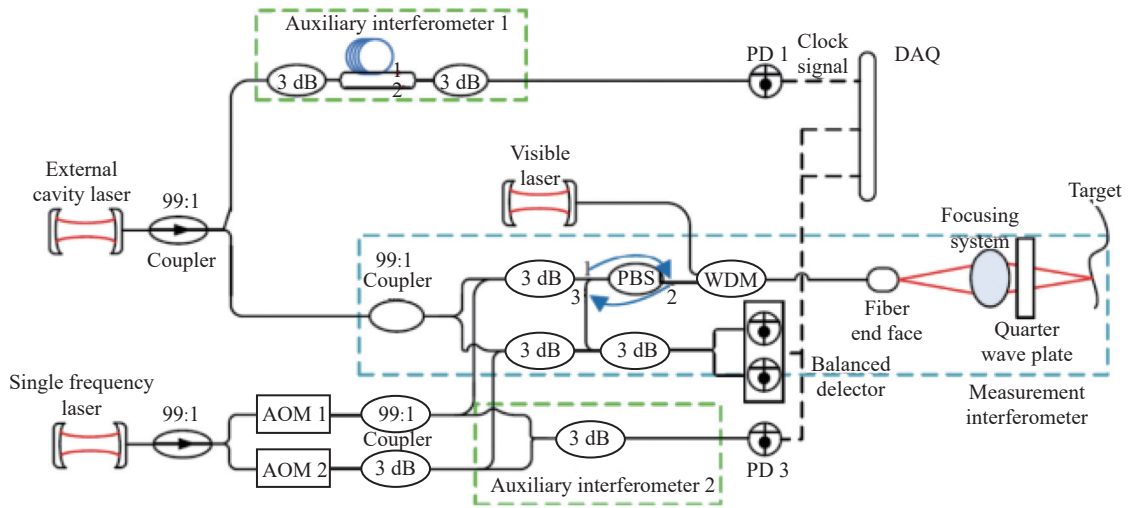 Auxiliary interferometer 1
3 dB
1
2
3 dB
PD 1
Clock
signal
DAQ
External
cavity laser
99:1
Coupler
Visible
laser
Target
Focusing
system
99:1
Coupler
3 dB
1
3
PBS
2
WDM
Fiber
end face
Quarter
wave plate
3 dB
3 dB
Balanced
delector
Measurement
interferometer
Single frequency
laser
99:1
AOM 1
99:1
Coupler
AOM 2
3 dB
3 dB
PD 3
Auxiliary interferometer 2